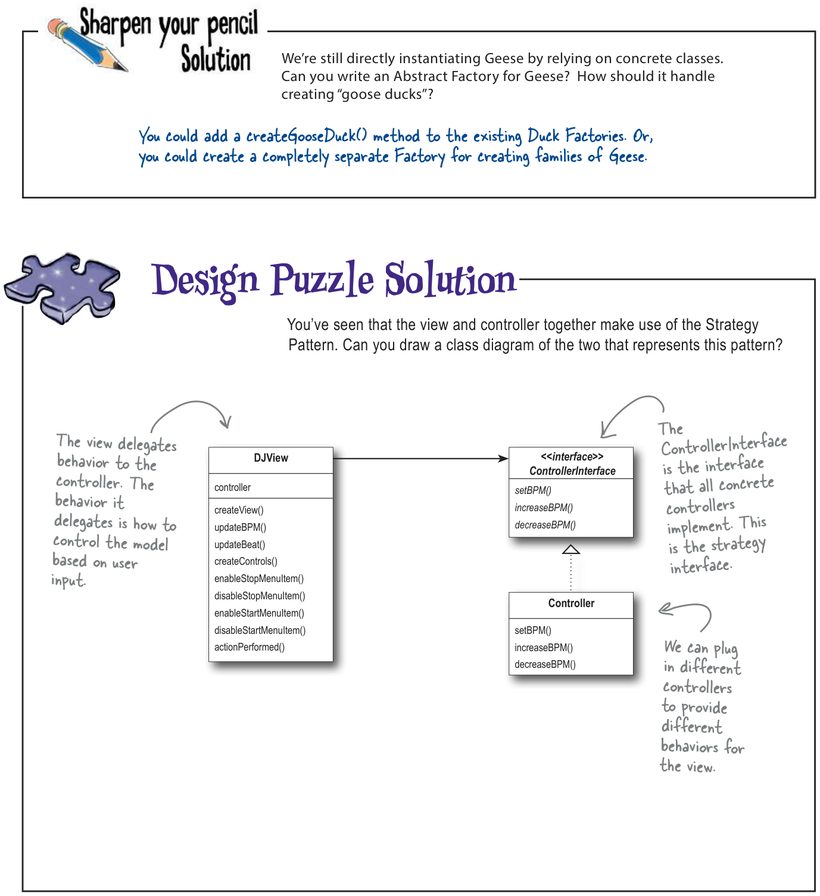 Sharpen your pencil
Solution
We're still directly instantiating Geese by relying on concrete classes.
Can you write an Abstract Factory for Geese?  How should it handle
creating “goose ducks”?
You could add a createGooseDuck() method to the existing Duck Factories. Or,
you could create a completely separate Factory for creating families of Geese.
Design Puzzle Solution
You've seen that the view and controller together make use of the Strategy
Pattern. Can you draw a class diagram of the two that represents this pattern?
The view delegates
behavior to the
controller. The
behavior it
delegates is how to
control the model
based on user
input.
DJView
controller
createView()
updateBPM()
updateBeat()
createControls()
enableStopMenuItem()
disableStopMenuItem()
enableStartMenuItem()
disableStartMenuItem()
actionPerformed()
<<interface>>
ControllerInterface
setBPM()
increaseBPM()
decreaseBPM()
Controller
setBPM()
increaseBPM()
decreaseBPM()
The
ControllerInterface
is the interface
that all concrete
controllers
implement. This
is the strategy
interface.
We can plug
in different
controllers
to provide
different
behaviors for
the view.